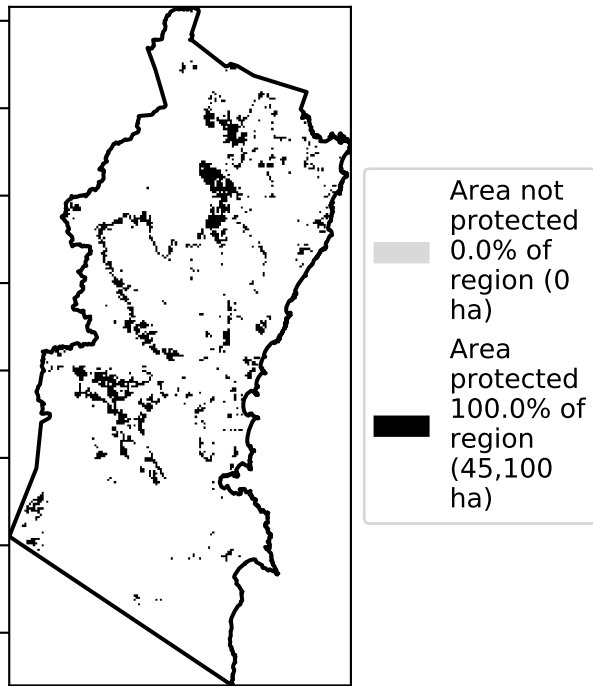 Area not
protected
0.0% of
region (0
ha)
Area
protected
100.0% of
region
(45,100
ha)